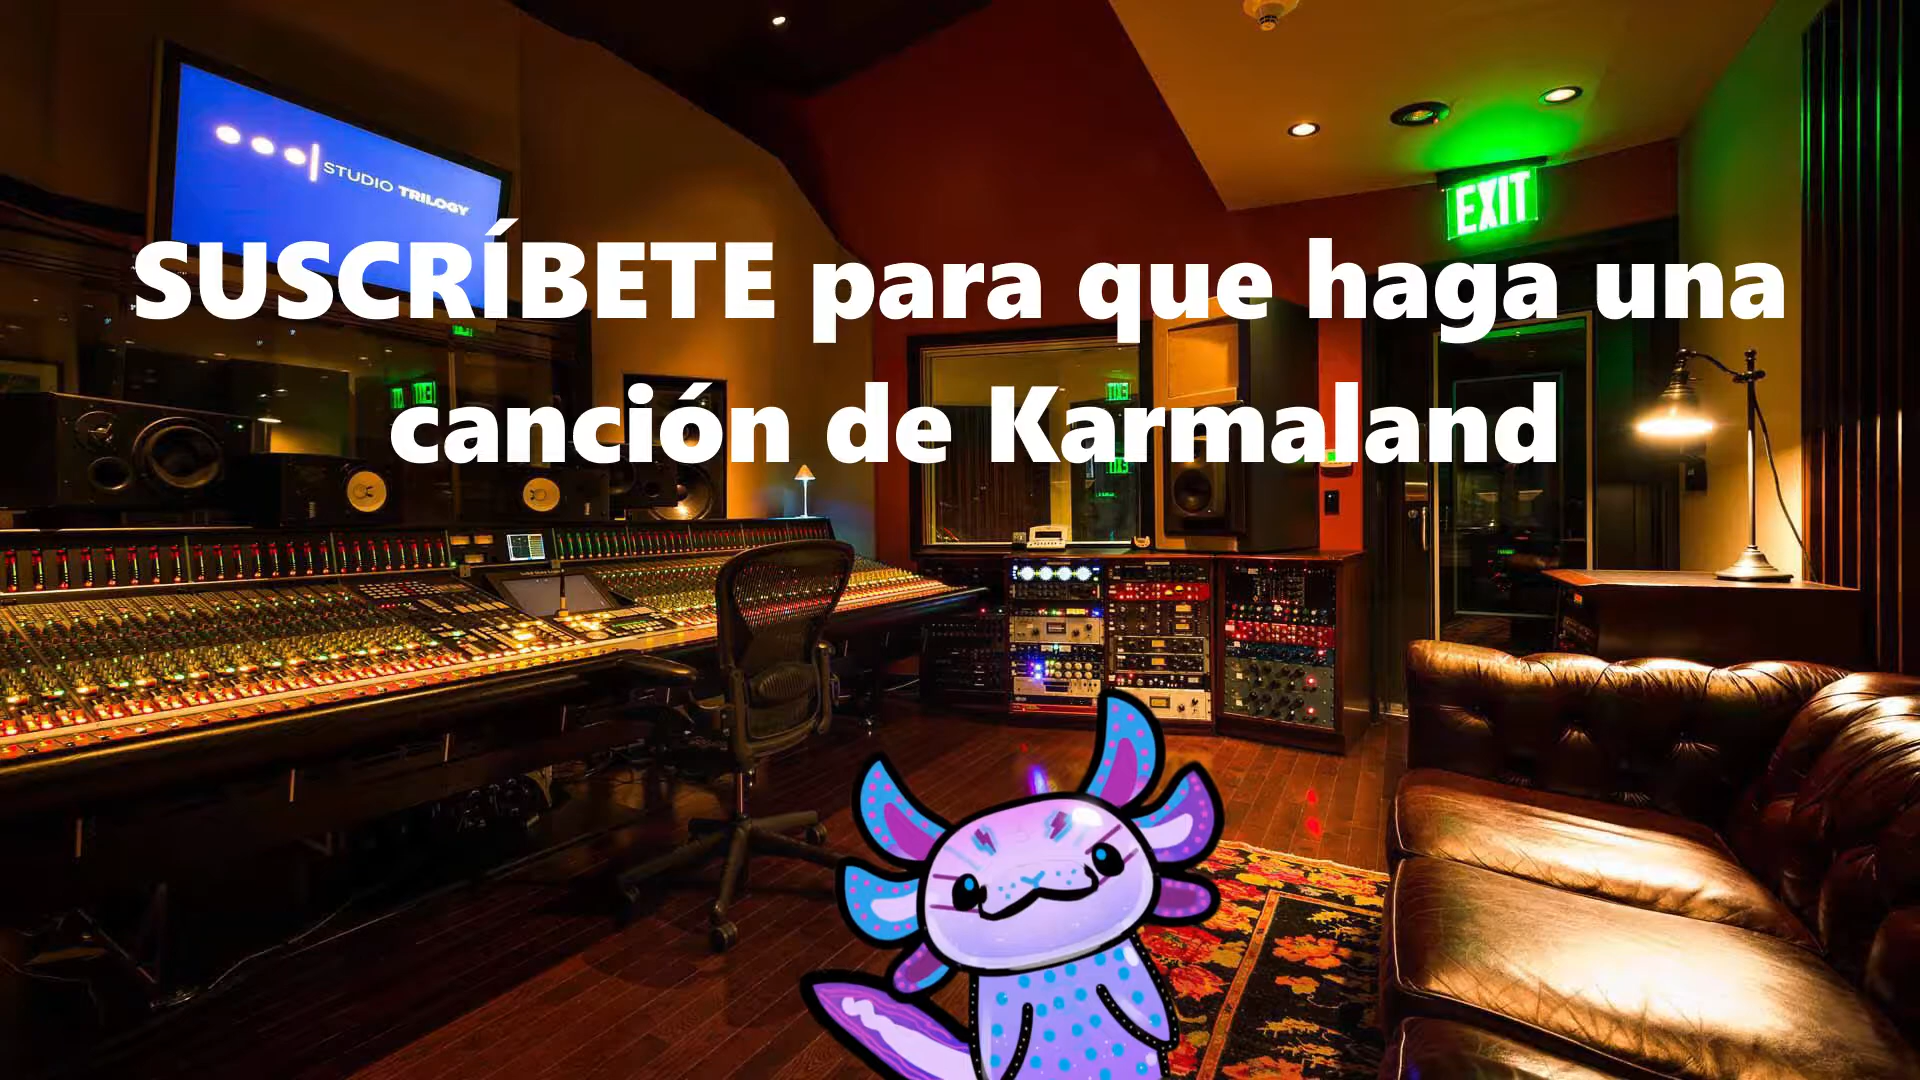 STUDIO TRILOGY
EXIT
SUSCRÍBETE para que haga una
canción de Karmaland